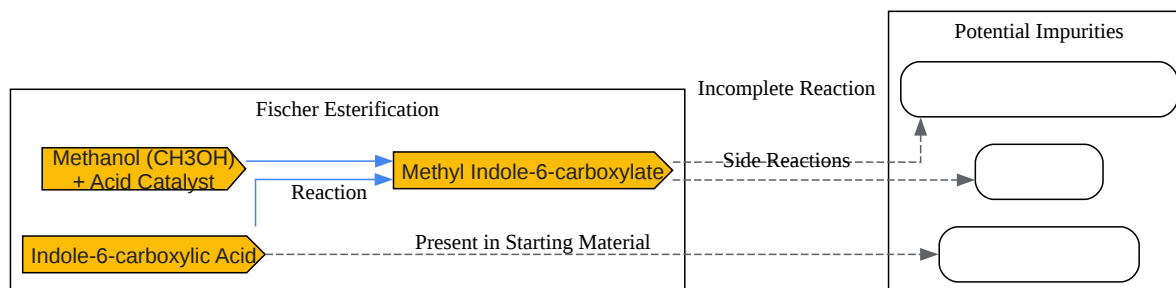 Potential Impurities
Incomplete Reaction
Fischer Esterification
Methanol (CH3OH)
+ Acid Catalyst
Methyl Indole-6-carboxylate
Side Reactions
Reaction
Indole-6-carboxylic Acid
Present in Starting Material